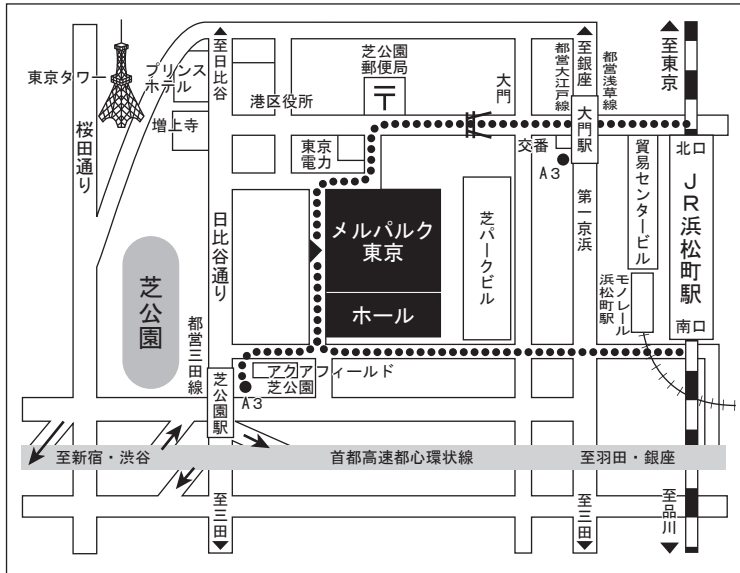 東京タワー
プリンス
ホテル
増上寺
桜田通り
至日比谷
港区役所
芝公園
郵便局
大門
都営大江戸線
至銀座
都営浅草線
至東京
東京
電力
交番
A3
大門駅
北口
貿易センタービル
JR浜松町駅
第一京浜
メルパルク
東京
ホール
芝パークビル
日比谷通り
芝公園
モノレール
浜松町駅
南口
都営三田線
芝公園駅
アクアフィールド
芝公園
A3
至新宿・渋谷
首都高速都心環状線
至羽田・銀座
至三田
至三田
至品川